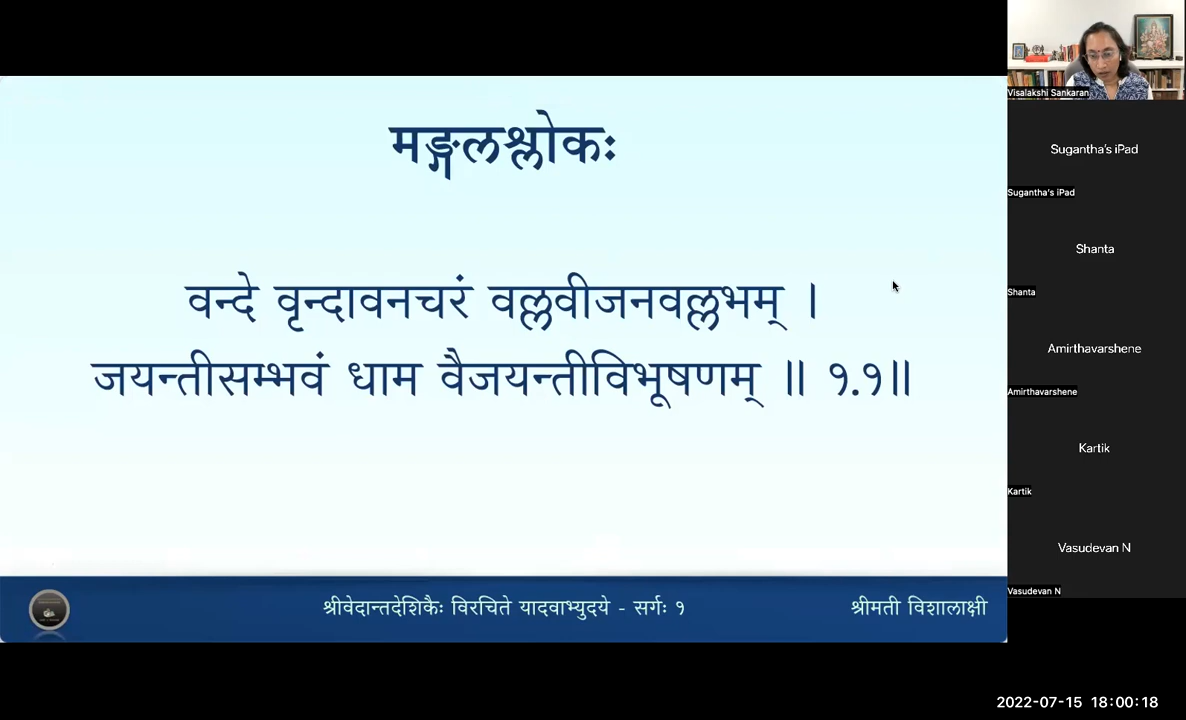 मङ्गलश्लोकः
वन्दे वृन्दावनचरं वल्लवीजनवल्लभम् ।
जयन्तीसम्भवं धाम वैजयन्तीविभूषणम् ॥ १.१॥
श्रीवेदान्तदेशिकैः विरचिते यादवाभ्युदये - सर्गः १
श्रीमती विशालाक्षी
Visalakshi Sankaran
Sugantha's iPad
Sugantha's iPad
Shanta
Shanta
Amirthavarshene
Amirthavarshene
Kartik
Kartik
Vasudevan N
Vasudevan N
2022-07-15 18:00:18